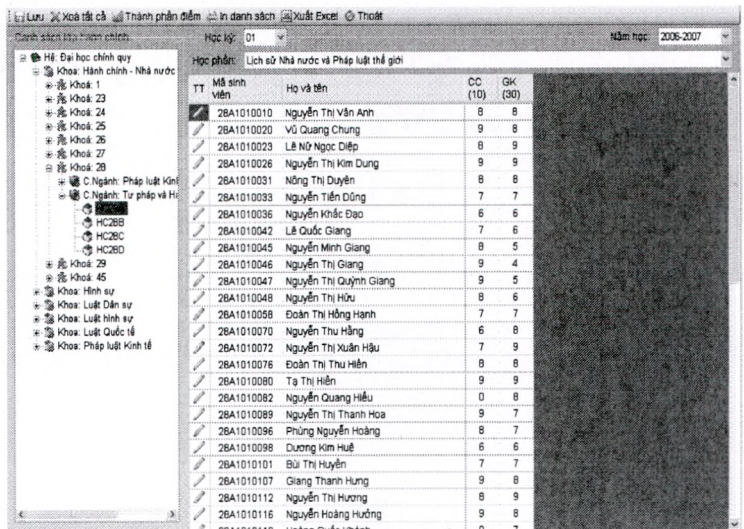 Lưu Xoá tất cả Thành phần điểm In danh sách Xuất Excel Thoát
Danh sách lớp hành chính
Học kỳ: 01 Năm học: 2006-2007
Học phần: Lịch sử Nhà nước và Pháp luật thế giới
Hệ: Đại học chính quy
Khoa: Hành chính - Nhà nước
Khoá: 1
Khoá: 23
Khoá: 24
Khoá: 25
Khoá: 26
Khoá: 27
Khoá: 28
C.Ngành: Pháp luật Kinl
C.Ngành: Tư pháp và Hà
HC28B
HC28C
HC28D
Khoá: 29
Khoá: 45
Khoa: Hình sự
Khoa: Luật Dân sự
Khoa: Luật hình sự
Khoa: Luật Quốc tế
Khoa: Pháp luật Kinh tế
TT Mã sinh viên Họ và tên CC (10) GK (30)
28A1010010 Nguyễn Thị Vân Anh 8 8
28A1010020 Vũ Quang Chung 9 8
28A1010023 Lê Nữ Ngọc Diệp 8 9
28A1010026 Nguyễn Thị Kim Dung 9 9
28A1010031 Nông Thị Duyên 8 8
28A1010033 Nguyễn Tiến Dũng 7 7
28A1010036 Nguyễn Khắc Đạo 6 6
28A1010042 Lê Quốc Giang 7 6
28A1010045 Nguyễn Minh Giang 8 5
28A1010046 Nguyễn Thị Giang 9 4
28A1010047 Nguyễn Thị Quỳnh Giang 9 5
28A1010048 Nguyễn Thị Hữu 8 6
28A1010058 Đoàn Thị Hồng Hạnh 7 7
28A1010070 Nguyễn Thu Hằng 6 8
28A1010072 Nguyễn Thị Xuân Hậu 7 9
28A1010076 Đoàn Thị Thu Hiền 8 8
28A1010080 Tạ Thị Hiền 9 9
28A1010082 Nguyễn Quang Hiếu 0 8
28A1010089 Nguyễn Thị Thanh Hoa 9 7
28A1010096 Phùng Nguyễn Hoàng 8 7
28A1010098 Dương Kim Huệ 6 6
28A1010101 Bùi Thị Huyền 7 7
28A1010107 Giang Thanh Hưng 9 8
28A1010112 Nguyễn Thị Hương 8 9
28A1010116 Nguyễn Hoàng Hưởng 9 8